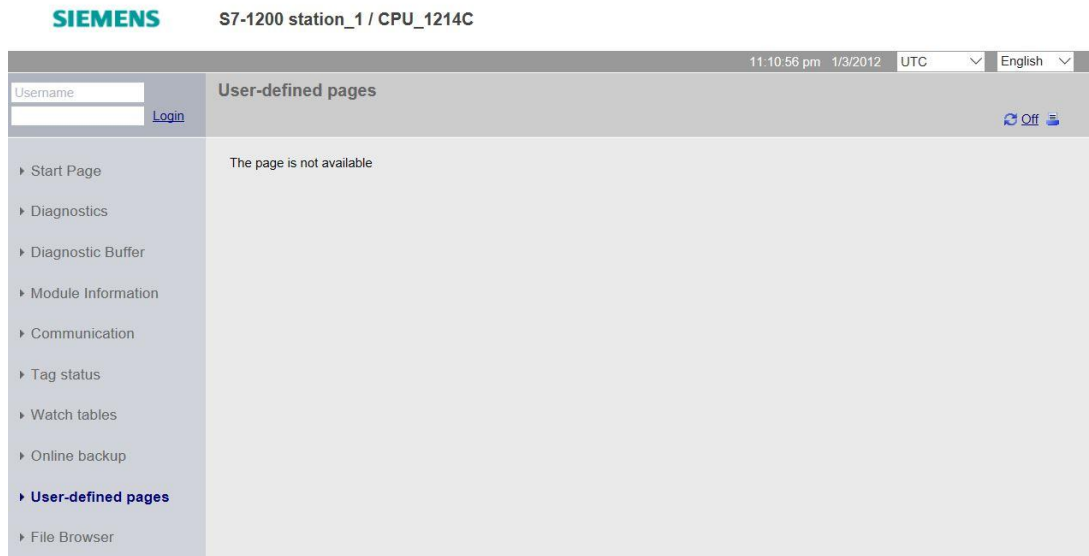 SIEMENS S7-1200 station_1 / CPU_1214C
11:10:56 pm 1/3/2012 UTC English
Username
Login
User-defined pages
Off
The page is not available
Start Page
Diagnostics
Diagnostic Buffer
Module Information
Communication
Tag status
Watch tables
Online backup
User-defined pages
File Browser